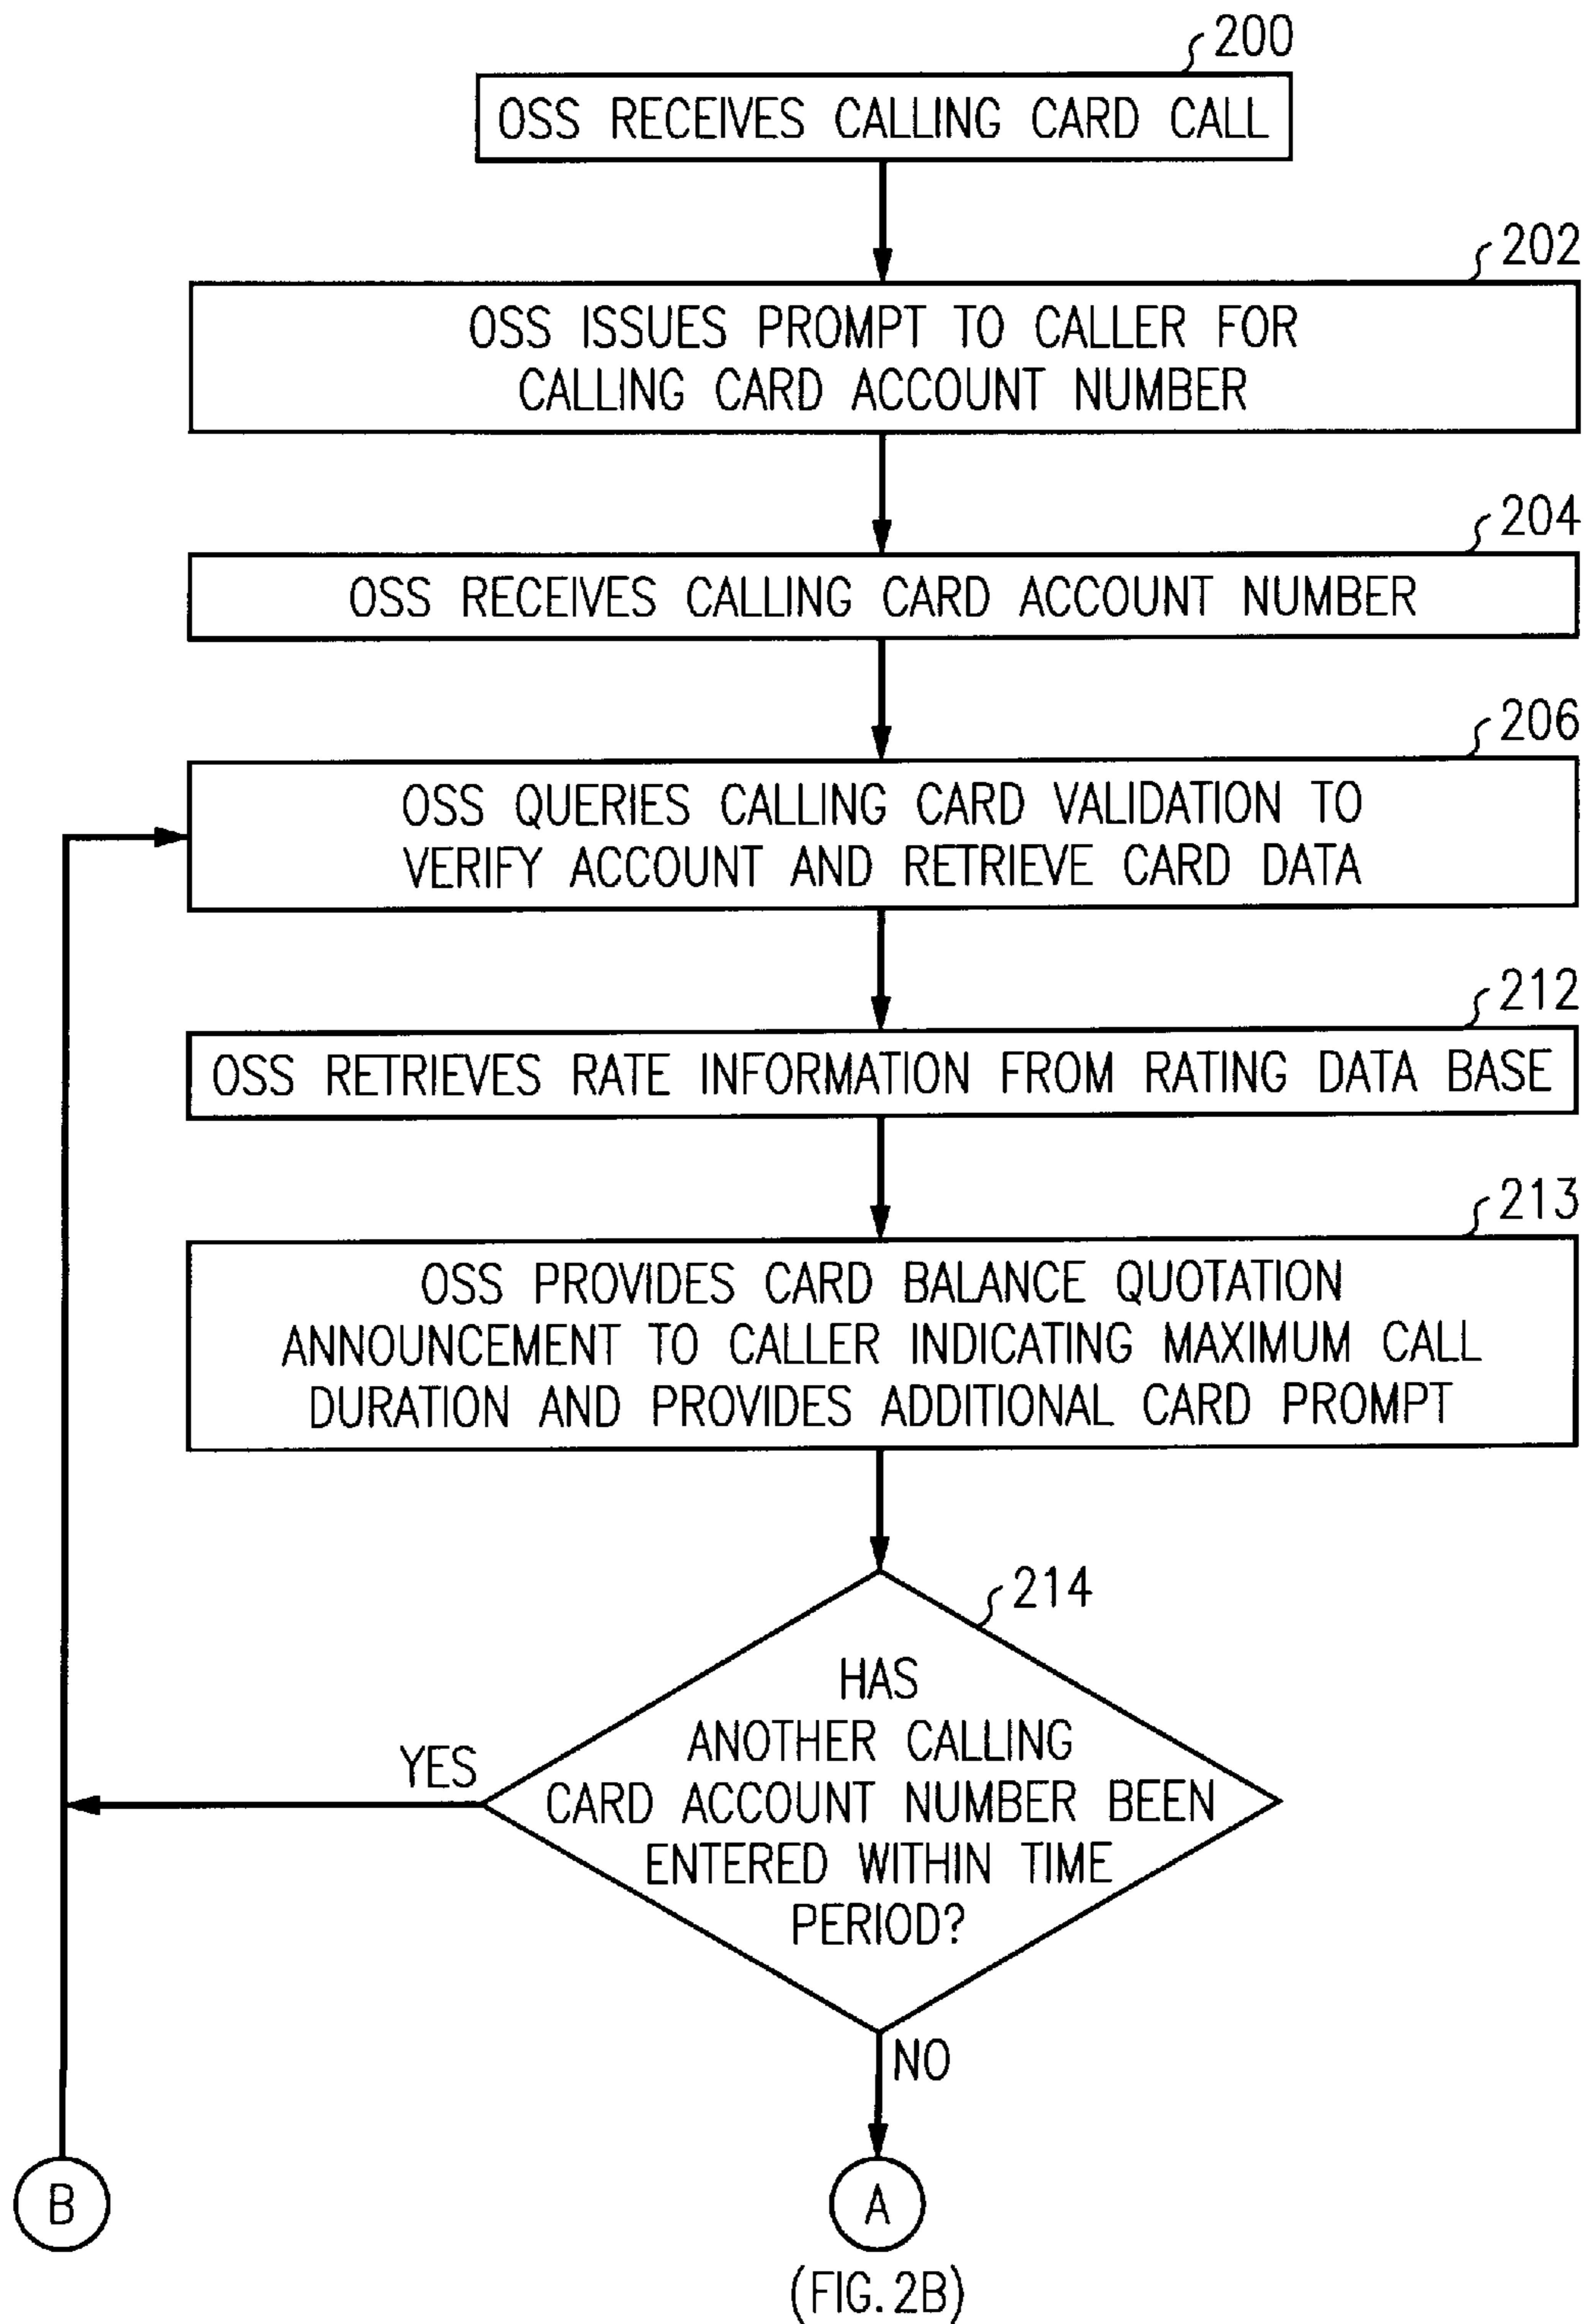 200
OSS RECEIVES CALLING CARD CALL
202
OSS ISSUES PROMPT TO CALLER FOR
CALLING CARD ACCOUNT NUMBER
204
OSS RECEIVES CALLING CARD ACCOUNT NUMBER
206
OSS QUERIES CALLING CARD VALIDATION TO
VERIFY ACCOUNT AND RETRIEVE CARD DATA
212
OSS RETRIEVES RATE INFORMATION FROM RATING DATA BASE
213
OSS PROVIDES CARD BALANCE QUOTATION
ANNOUNCEMENT TO CALLER INDICATING MAXIMUM CALL
DURATION AND PROVIDES ADDITIONAL CARD PROMPT
214
HAS
ANOTHER CALLING
CARD ACCOUNT NUMBER BEEN
ENTERED WITHIN TIME
PERIOD?
YES
NO
B
A
(FIG. 2B)